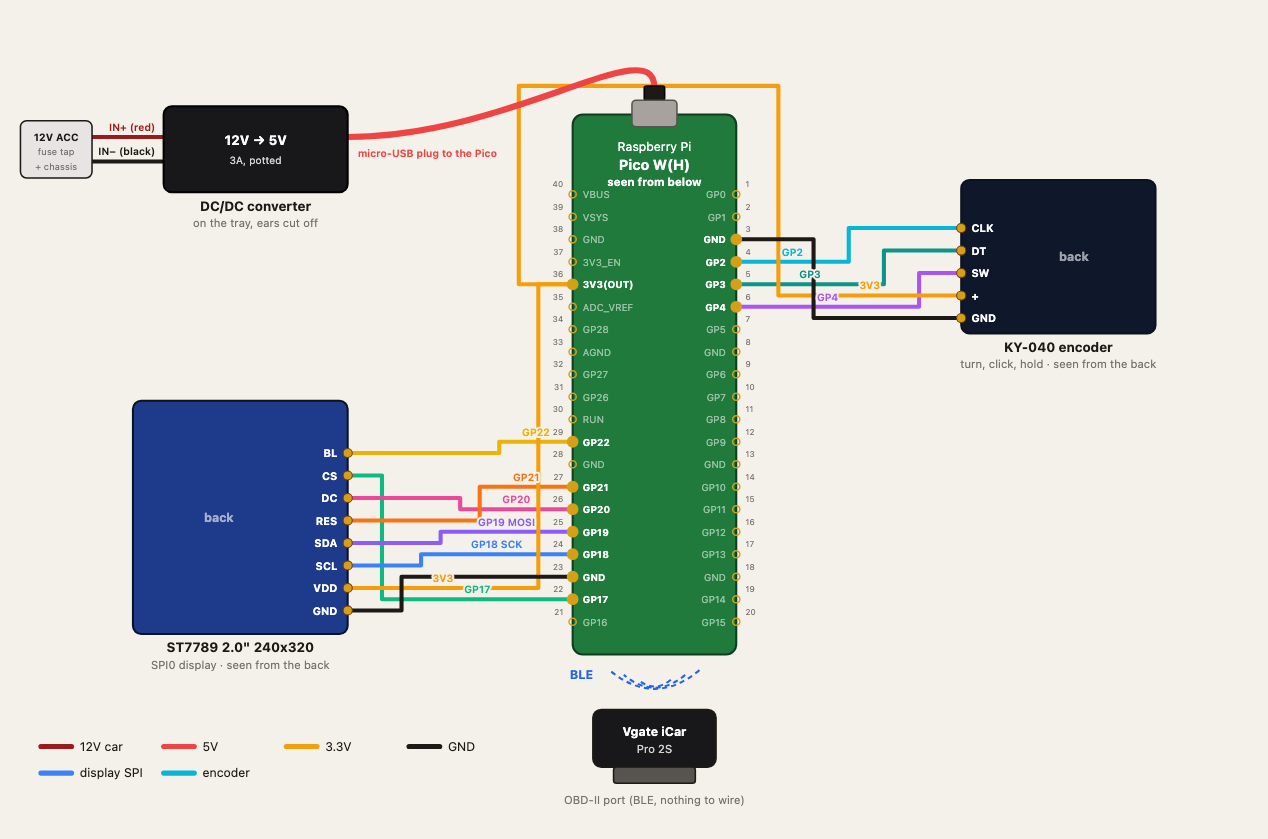 12V ACC
fuse tap
+ chassis
IN+ (red)
IN− (black)
12V → 5V
3A, potted
DC/DC converter
on the tray, ears cut off
micro-USB plug to the Pico
Raspberry Pi
Pico W(H)
seen from below
40 VBUS GP0 1
39 VSYS GP1 2
38 GND GND 3
37 3V3_EN GP2 4
36 3V3(OUT) GP3 5
35 ADC_VREF GP4 6
34 GP28 GP5 7
33 AGND GND 8
32 GP27 GP6 9
31 GP26 GP7 10
30 RUN GP8 11
29 GP22 GP9 12
28 GND GND 13
27 GP21 GP10 14
26 GP20 GP11 15
25 GP19 GP12 16
24 GP18 GP13 17
23 GND GND 18
22 GP17 GP14 19
21 GP16 GP15 20
GP2
GP3
3V3
GP4
CLK
DT
SW
+
GND
back
KY-040 encoder
turn, click, hold · seen from the back
GP22
GP21
GP20
GP19 MOSI
GP18 SCK
3V3
GP17
BL
CS
DC
RES
SDA
SCL
VDD
GND
back
ST7789 2.0" 240x320
SPI0 display · seen from the back
BLE
Vgate iCar
Pro 2S
OBD-II port (BLE, nothing to wire)
12V car
5V
3.3V
GND
display SPI
encoder